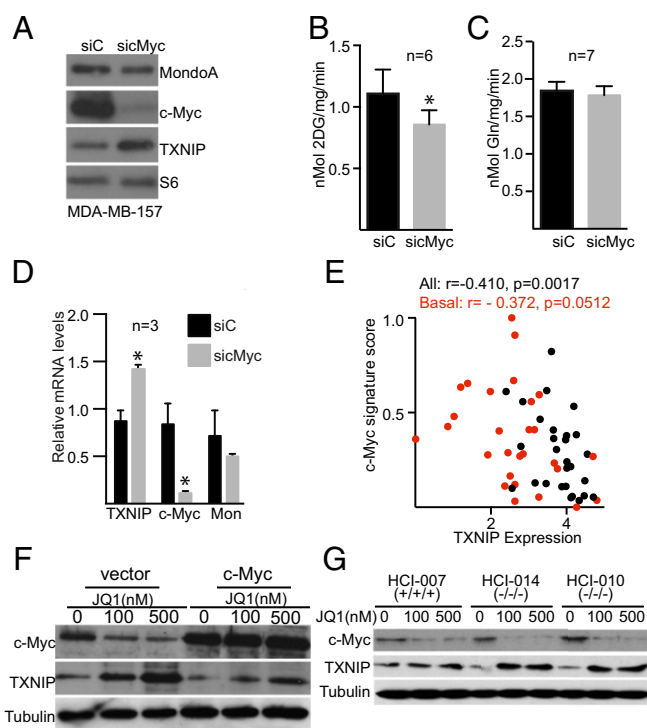 A
siC sicMyc
MondoA
c-Myc
TXNIP
S6
MDA-MB-157
B
nMol 2DG/mg/min
1.5
1.0
0.5
n=6
*
siC sicMyc
C
nMol Gln/mg/min
2.5
2.0
1.5
1.0
0.5
n=7
siC sicMyc
D
Relative mRNA levels
2.0
1.5
1.0
0.5
n=3
siC
sicMyc
*
*
TXNIP c-Myc Mon
E
All: r=-0.410, p=0.0017
Basal: r= - 0.372, p=0.0512
c-Myc signature score
1.0
0.5
2 4
TXNIP Expression
F
vector c-Myc
JQ1(nM) JQ1(nM)
0 100 500 0 100 500
c-Myc
TXNIP
Tubulin
G
HCI-007 HCI-014 HCI-010
(+/+/+) (-/-/-) (-/-/-)
JQ1(nM) 0 100 500 0 100 500 0 100 500
c-Myc
TXNIP
Tubulin